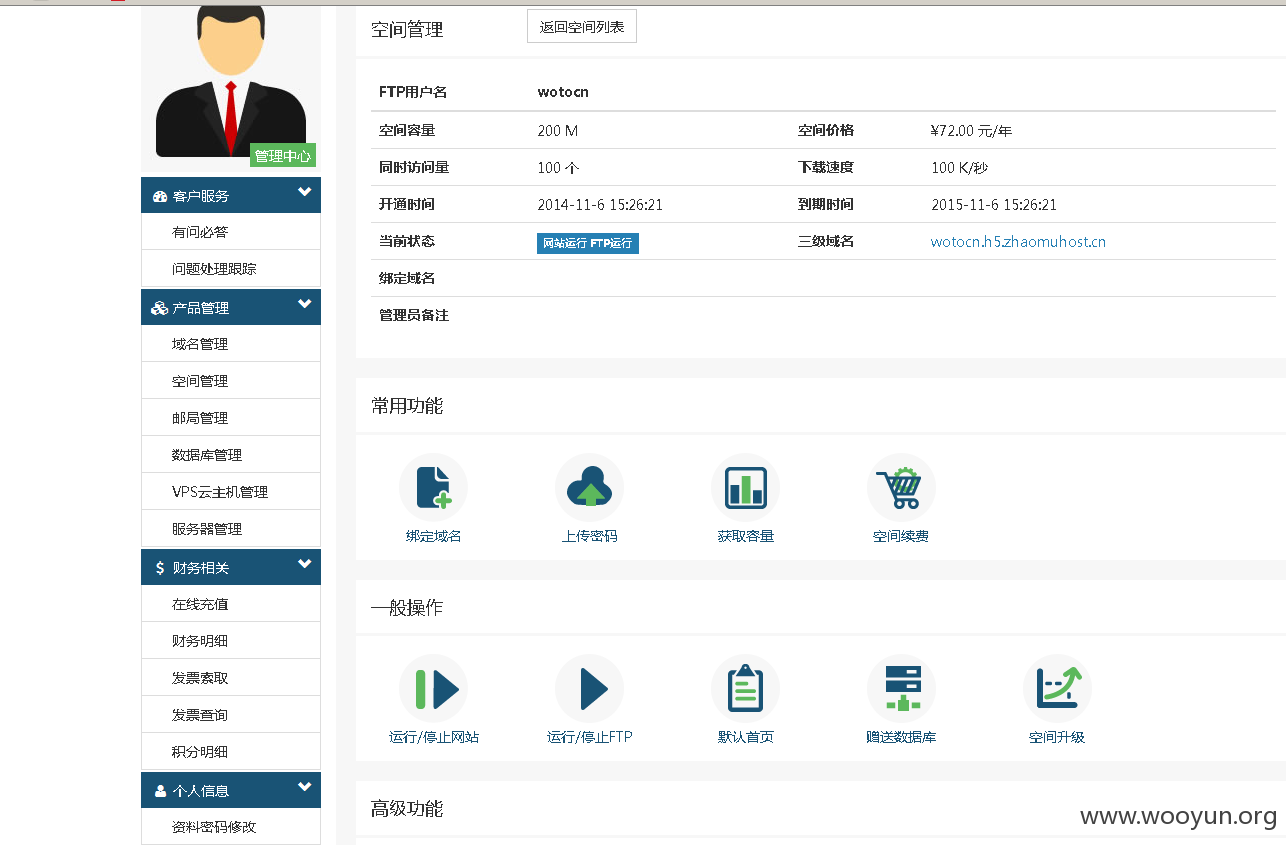 管理中心
客户服务
有问必答
问题处理跟踪
产品管理
域名管理
空间管理
邮局管理
数据库管理
VPS云主机管理
服务器管理
财务相关
在线充值
财务明细
发票索取
发票查询
积分明细
个人信息
资料密码修改
空间管理 返回空间列表
FTP用户名 wotocn
空间容量 200 M 空间价格 ¥72.00 元/年
同时访问量 100 个 下载速度 100 K/秒
开通时间 2014-11-6 15:26:21 到期时间 2015-11-6 15:26:21
当前状态 网站运行 FTP运行 三级域名 wotocn.h5.zhaomuhost.cn
绑定域名
管理员备注
常用功能
绑定域名 上传密码 获取容量 空间续费
一般操作
运行/停止网站 运行/停止FTP 默认首页 赠送数据库 空间升级
高级功能
www.wooyun.org